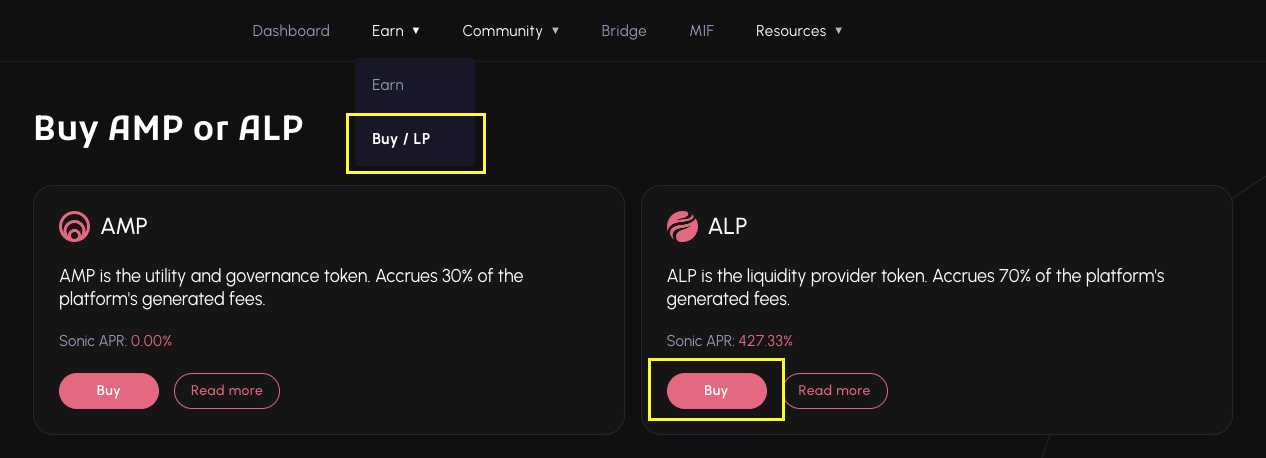 Dashboard Earn ▼ Community ▼ Bridge MIF Resources ▼
Earn
Buy / LP
Buy AMP or ALP
AMP
AMP is the utility and governance token. Accrues 30% of the
platform's generated fees.
Sonic APR: 0.00%
Buy Read more
ALP
ALP is the liquidity provider token. Accrues 70% of the platform's
generated fees.
Sonic APR: 427.33%
Buy Read more